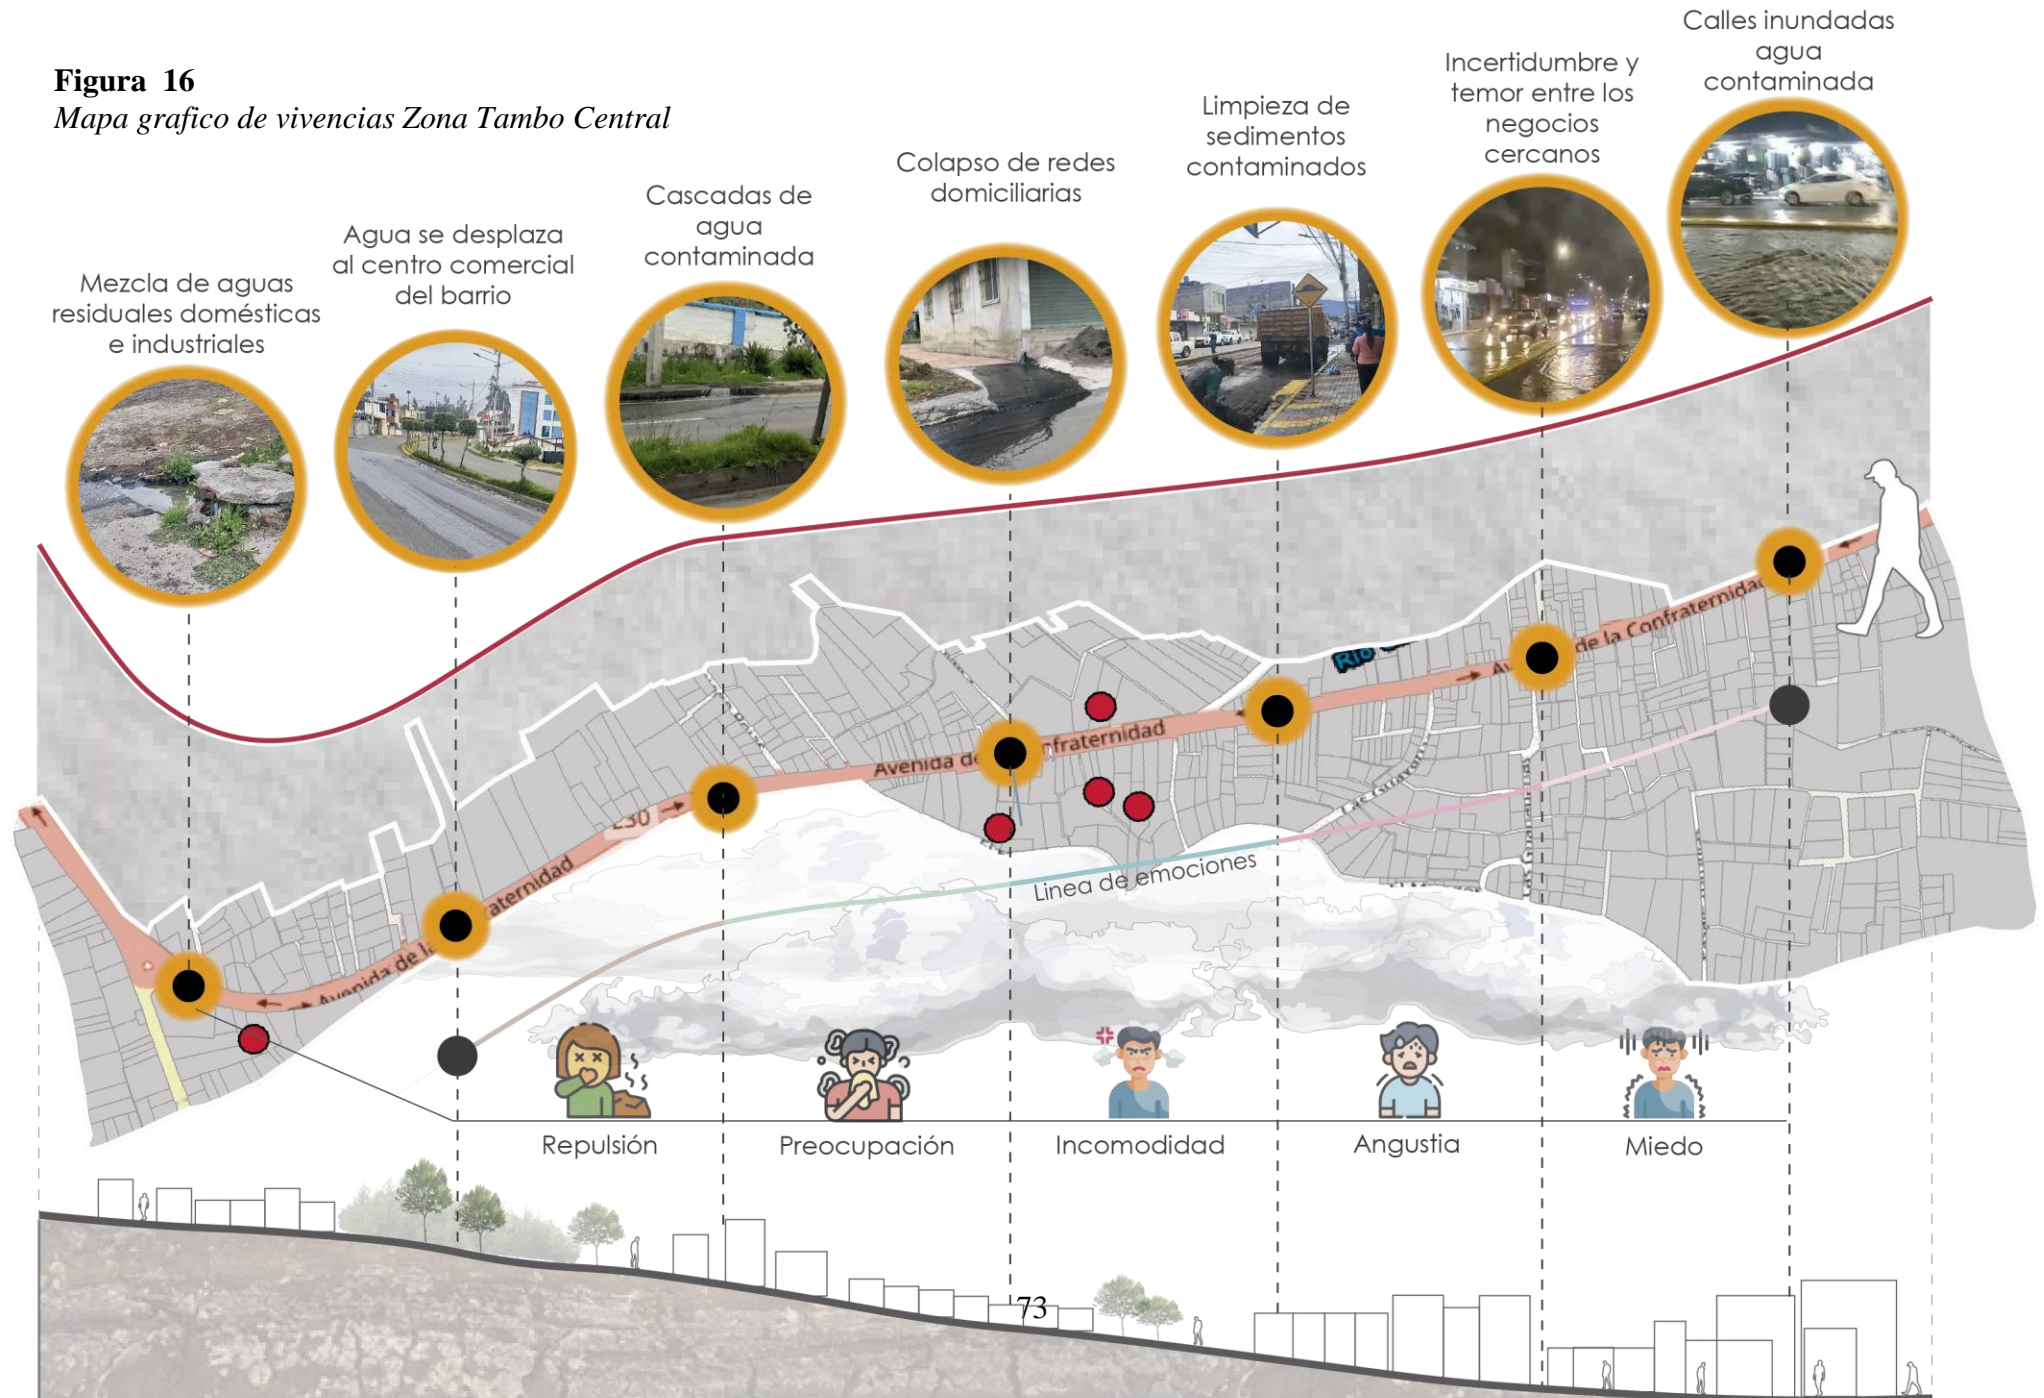 Figura 16
Mapa grafico de vivencias Zona Tambo Central
Mezcla de aguas
residuales domésticas
e industriales
Agua se desplaza
al centro comercial
del barrio
Cascadas de
agua
contaminada
Colapso de redes
domiciliarias
Limpieza de
sedimentos
contaminados
Incertidumbre y
temor entre los
negocios
cercanos
Calles inundadas
agua
contaminada
Avenida de la
raternidad
E30
Avenida de
nfraternidad
Río
de la Confraternidad
Linea de emociones
Repulsión
Preocupación
Incomodidad
Angustia
Miedo
73